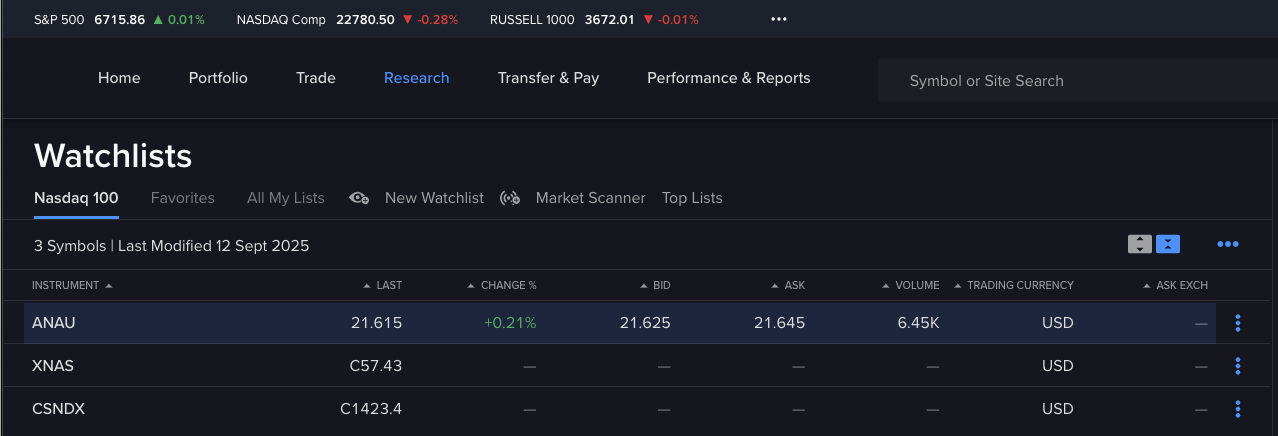 S&P 500 6715.86 ▲ 0.01% NASDAQ Comp 22780.50 ▼ -0.28% RUSSELL 1000 3672.01 ▼ -0.01% •••
Home Portfolio Trade Research Transfer & Pay Performance & Reports Symbol or Site Search
Watchlists
Nasdaq 100 Favorites All My Lists New Watchlist Market Scanner Top Lists
3 Symbols | Last Modified 12 Sept 2025
INSTRUMENT ▲ ▲ LAST ▲ CHANGE % ▲ BID ▲ ASK ▲ VOLUME ▲ TRADING CURRENCY ▲ ASK EXCH
ANAU 21.615 +0.21% 21.625 21.645 6.45K USD —
XNAS C57.43 — — — — USD —
CSNDX C1423.4 — — — — USD —